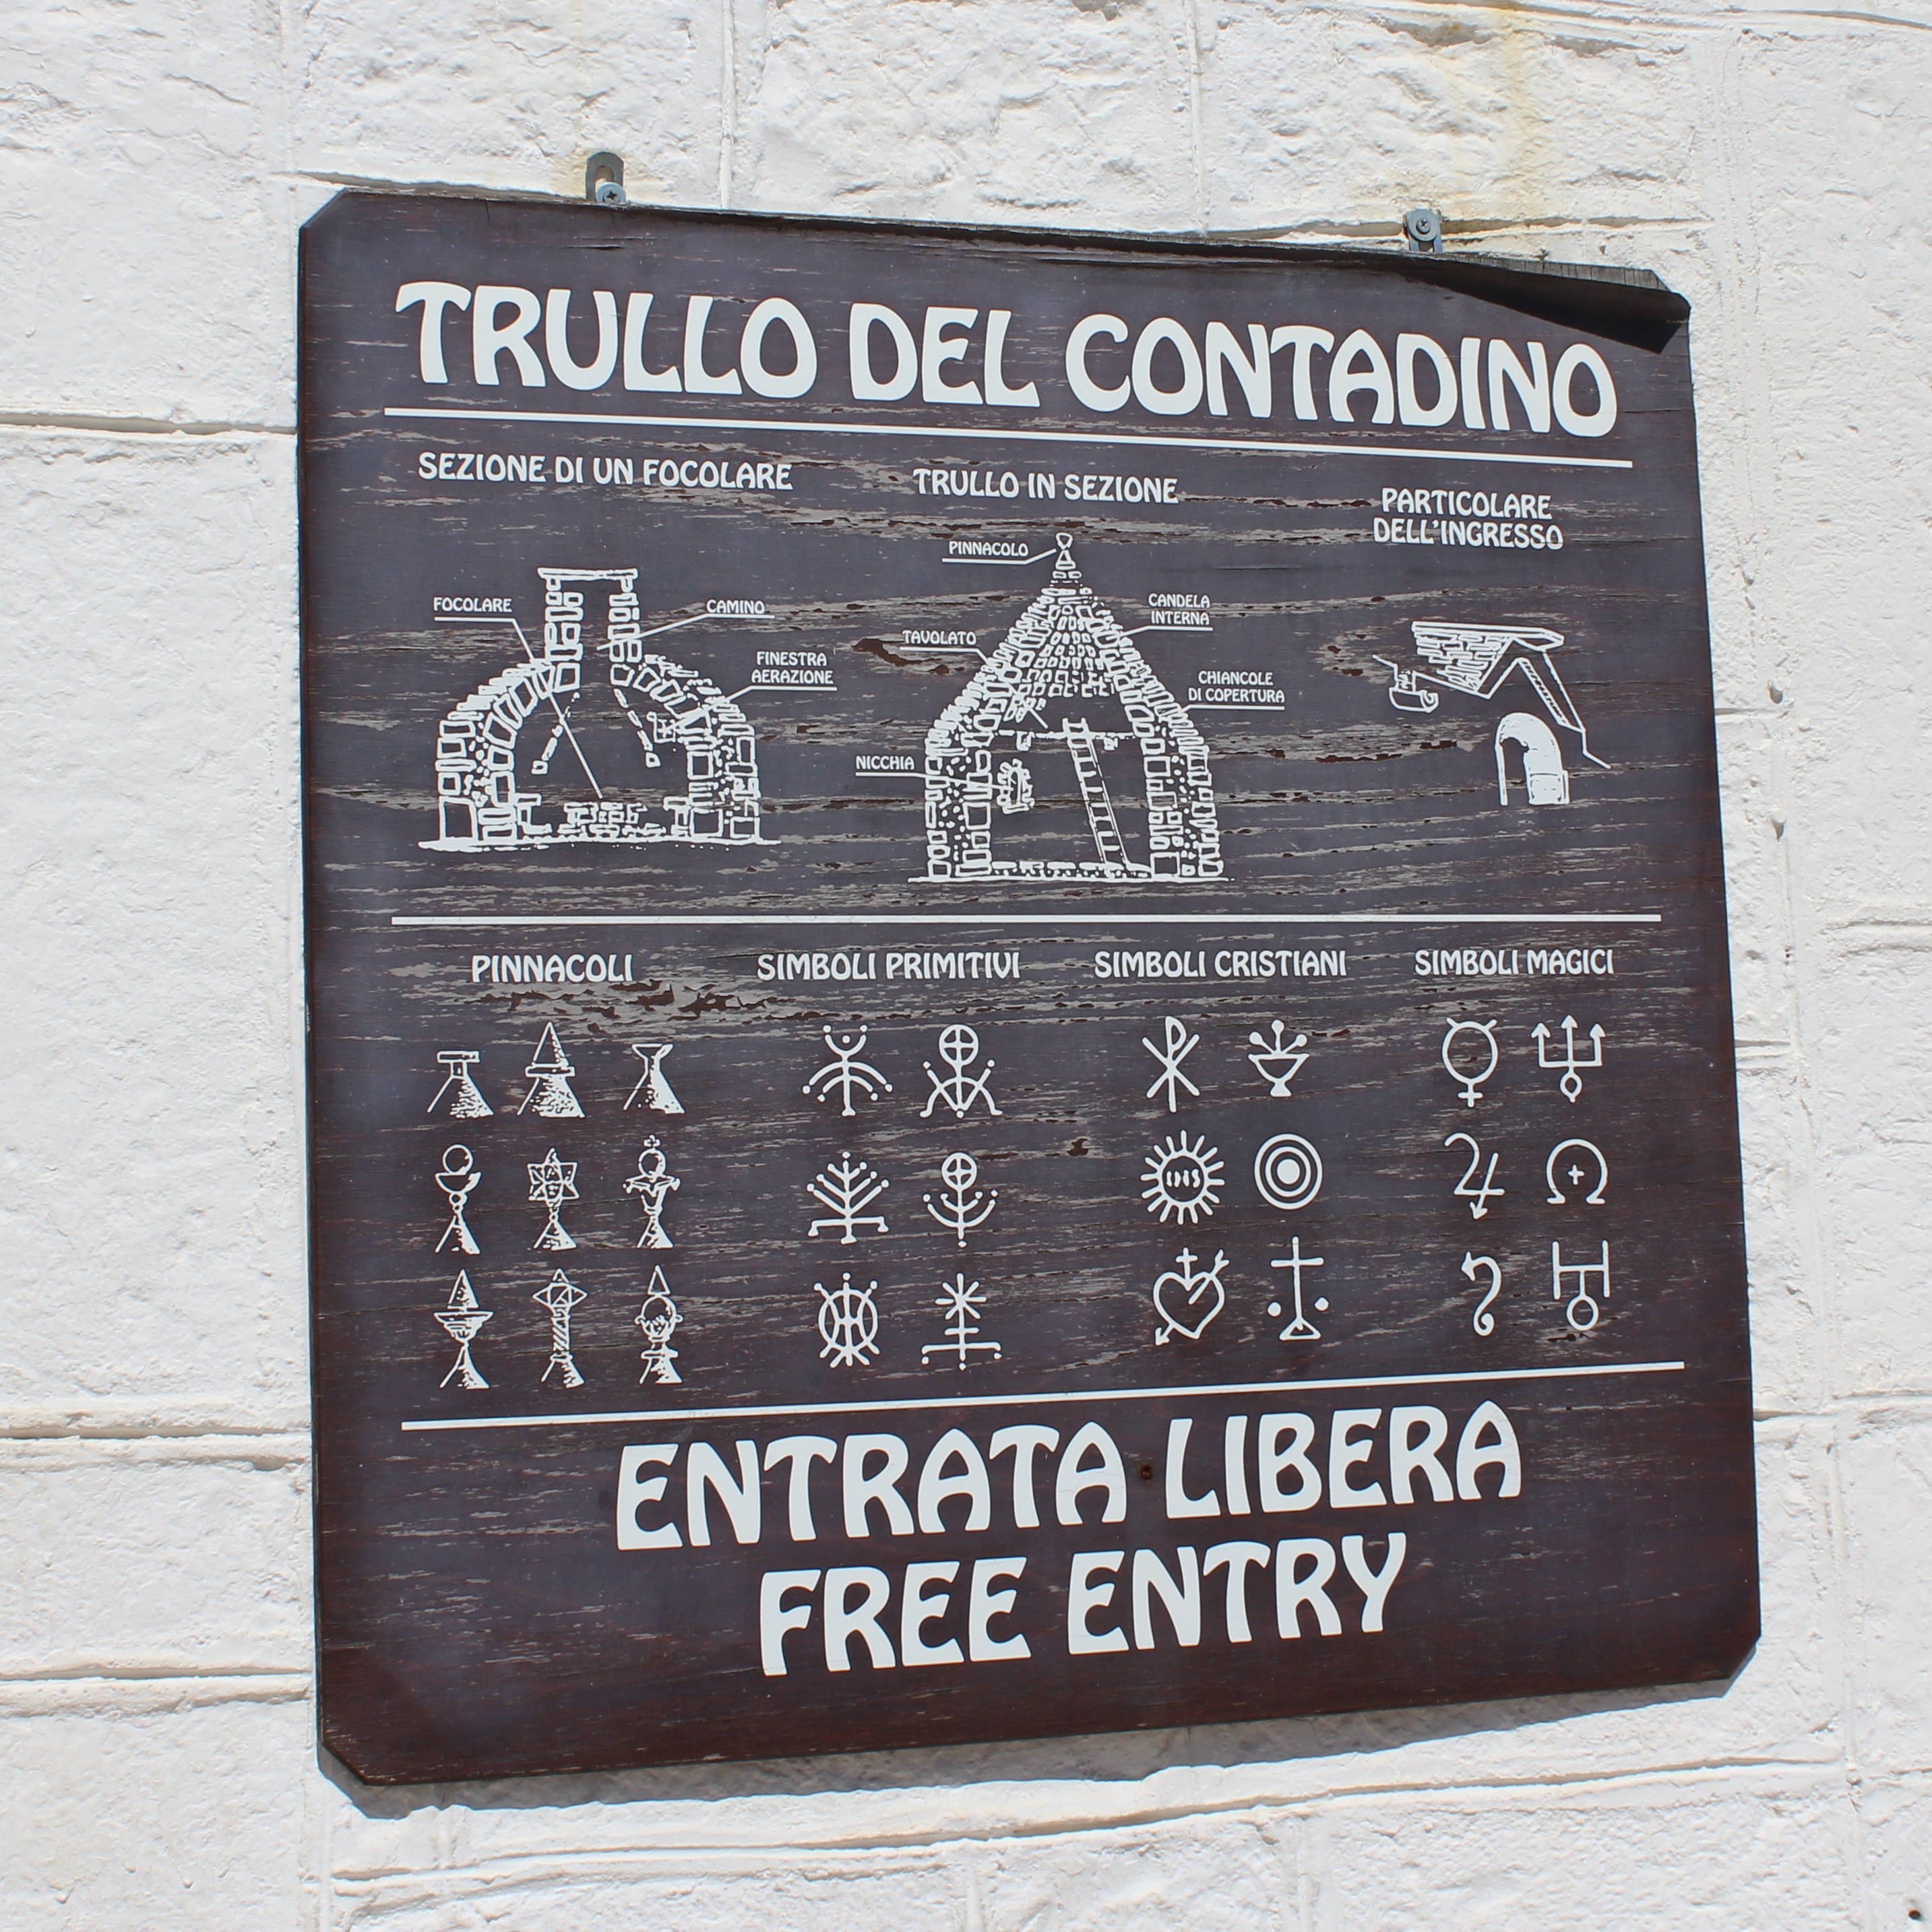 TRULLO DEL CONTADINO
SEZIONE DI UN FOCOLARE
TRULLO IN SEZIONE
PARTICOLARE
DELL'INGRESSO
FOCOLARE
CAMINO
FINESTRA
AERAZIONE
PINNACOLO
CANDELA
INTERNA
TAVOLATO
CHIANCOLE
DI COPERTURA
NICCHIA
PINNACOLI
SIMBOLI PRIMITIVI
SIMBOLI CRISTIANI
SIMBOLI MAGICI
ENTRATA LIBERA
FREE ENTRY